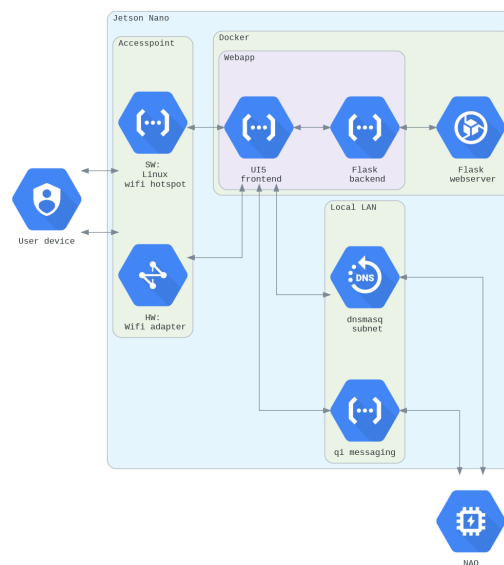 Jetson Nano
Accesspoint
Docker
Webapp
SW:
Linux
wifi hotspot
UI5
frontend
Flask
backend
Flask
webserver
User device
Local LAN
HW:
Wifi adapter
DNS
dnsmasq
subnet
qi messaging
NAO